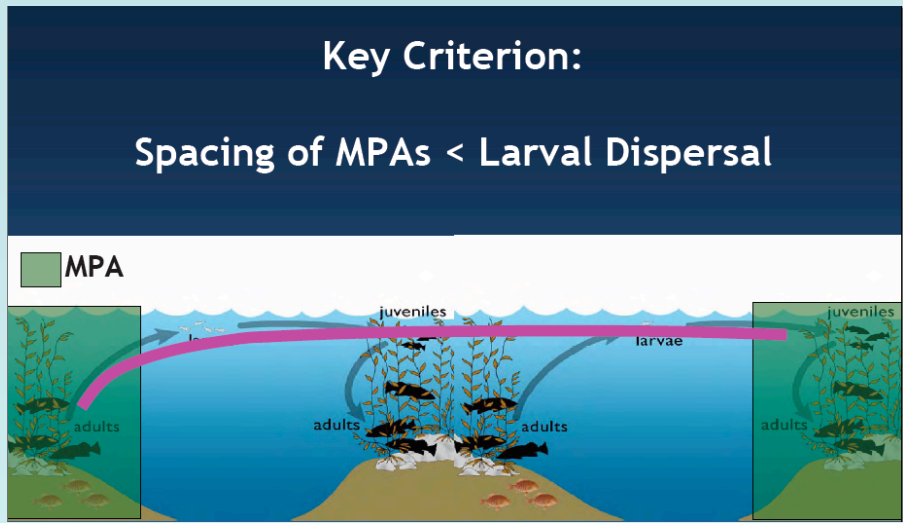 Key Criterion:
Spacing of MPAs < Larval Dispersal
MPA
juveniles
juveniles
larvae
adults
adults
adults
adults